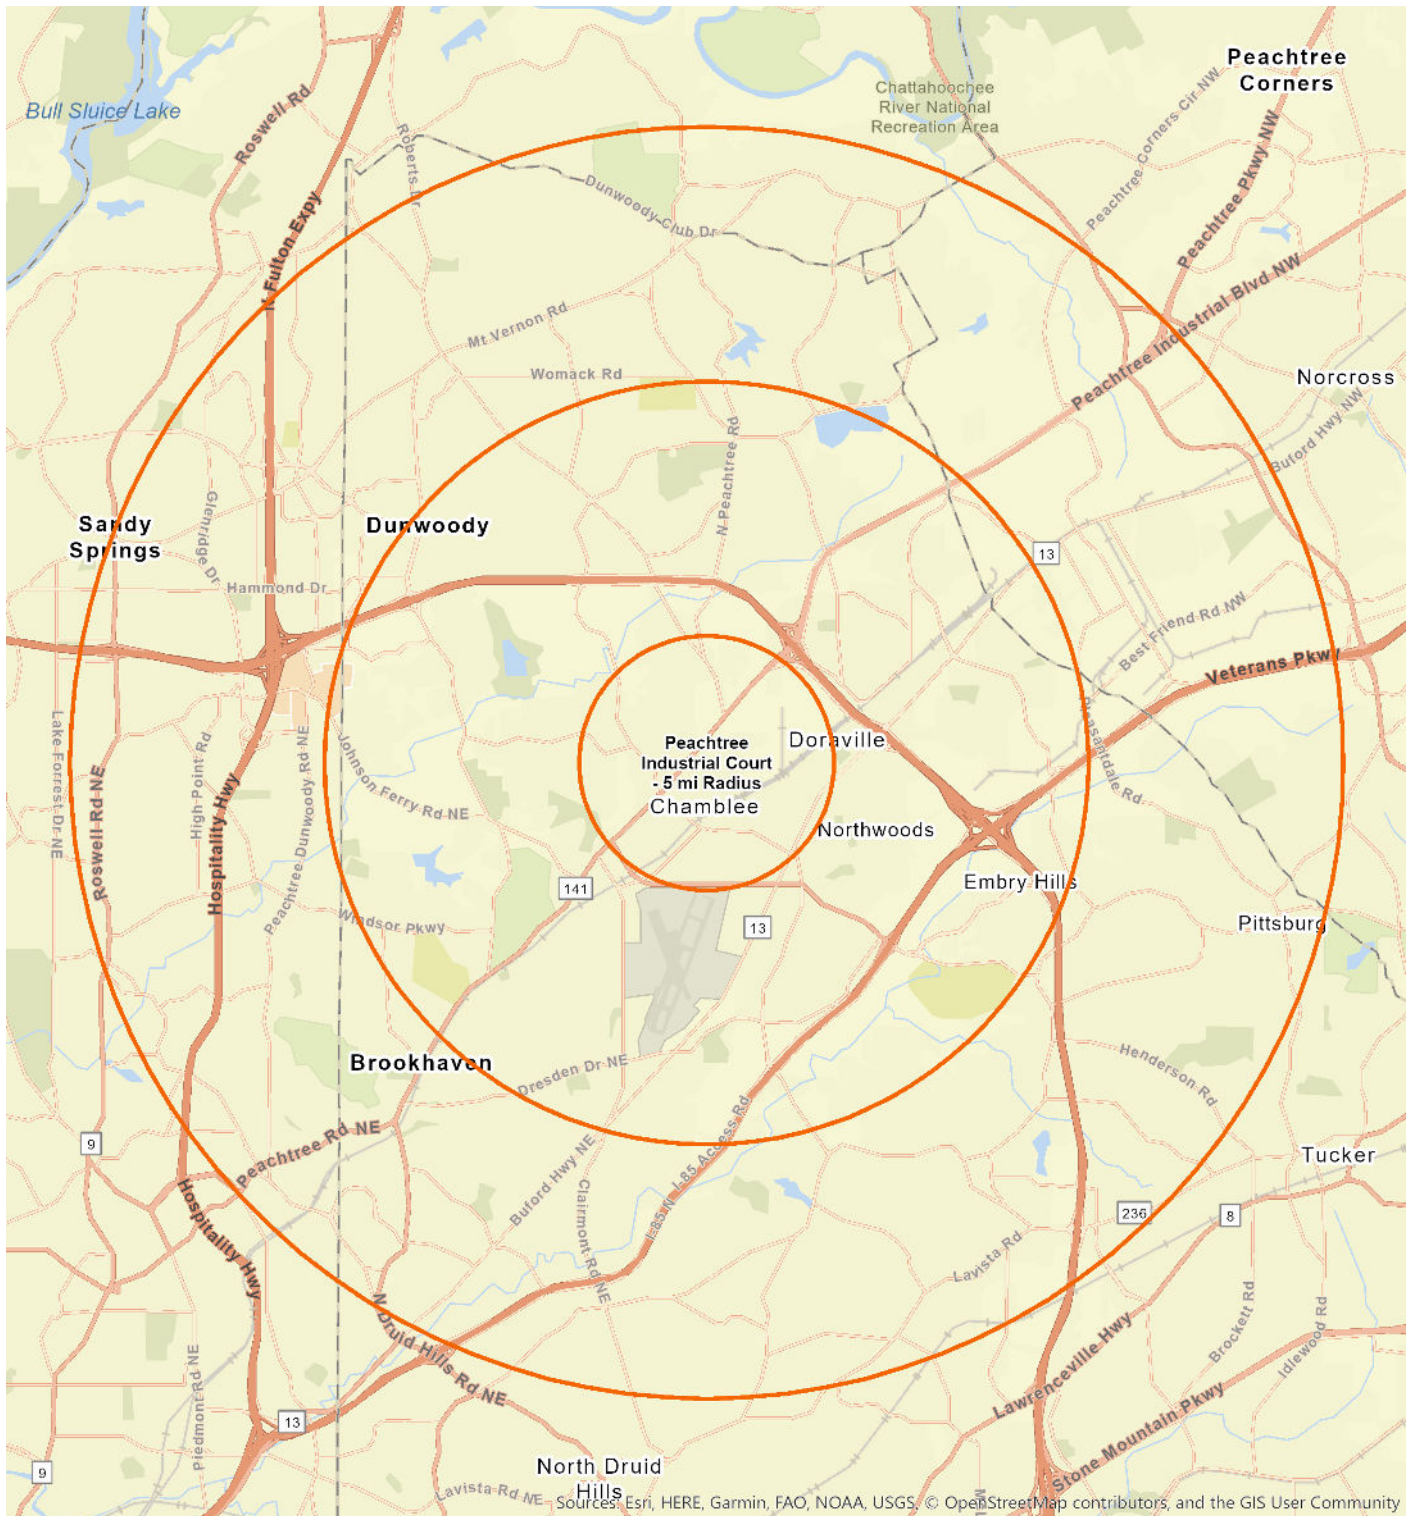 Peachtree
Corners
Bull Sluice Lake
Chattahoochee
River National
Recreation Area
Roswell Rd
Roberts Dr
Peachtree Corners Cir NW
Peachtree Pkwy NW
Dunwoody Club Dr
N Fulton Expy
Peachtree Industrial Blvd NW
Mt Vernon Rd
Womack Rd
Norcross
Buford Hwy NW
N Peachtree Rd
Sandy
Springs
Glenridge Dr
Dunwoody
13
Hammond Dr
Best Friend Rd NW
Veterans Pkwy
Lake Forrest Dr NE
Roswell Rd NE
High Point Rd
Hospitality Hwy
Peachtree Dunwoody Rd NE
Johnson Ferry Rd NE
Peachtree
Industrial Court
- 5 mi Radius
Chamblee
Doraville
Pleasantdale Rd
Northwoods
Embry Hills
141
Windsor Pkwy
13
Pittsburg
Brookhaven
Dresden Dr NE
Henderson Rd
9
Peachtree Rd NE
Buford Hwy NE
Clairmont Rd NE
I-85 N
I-85 Access Rd
Tucker
Hospitality Hwy
236
8
Lavista Rd
N Druid Hills Rd NE
Lawrenceville Hwy
Brockett Rd
Idlewood Rd
Piedmont Rd NE
13
Stone Mountain Pkwy
9
North Druid
Hills
Lavista Rd NE
Sources: Esri, HERE, Garmin, FAO, NOAA, USGS, © OpenStreetMap contributors, and the GIS User Community